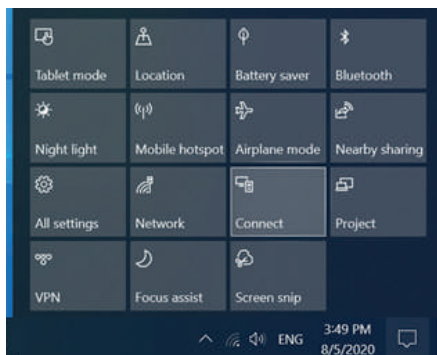 Tablet mode Location Battery saver Bluetooth
Night light Mobile hotspot Airplane mode Nearby sharing
All settings Network Connect Project
VPN Focus assist Screen snip
ENG 3:49 PM
8/5/2020